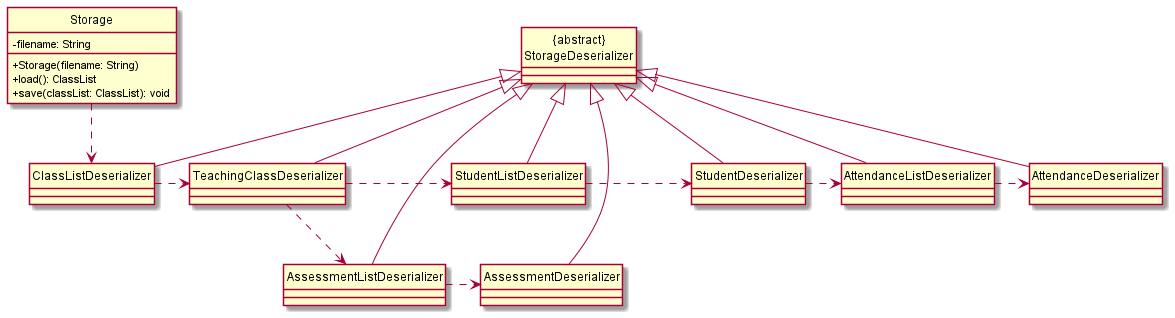 Storage
-filename: String
+Storage(filename: String)
+load(): ClassList
+save(classList: ClassList): void
{abstract}
StorageDeserializer
ClassListDeserializer
TeachingClassDeserializer
StudentListDeserializer
StudentDeserializer
AttendanceListDeserializer
AttendanceDeserializer
AssessmentListDeserializer
AssessmentDeserializer